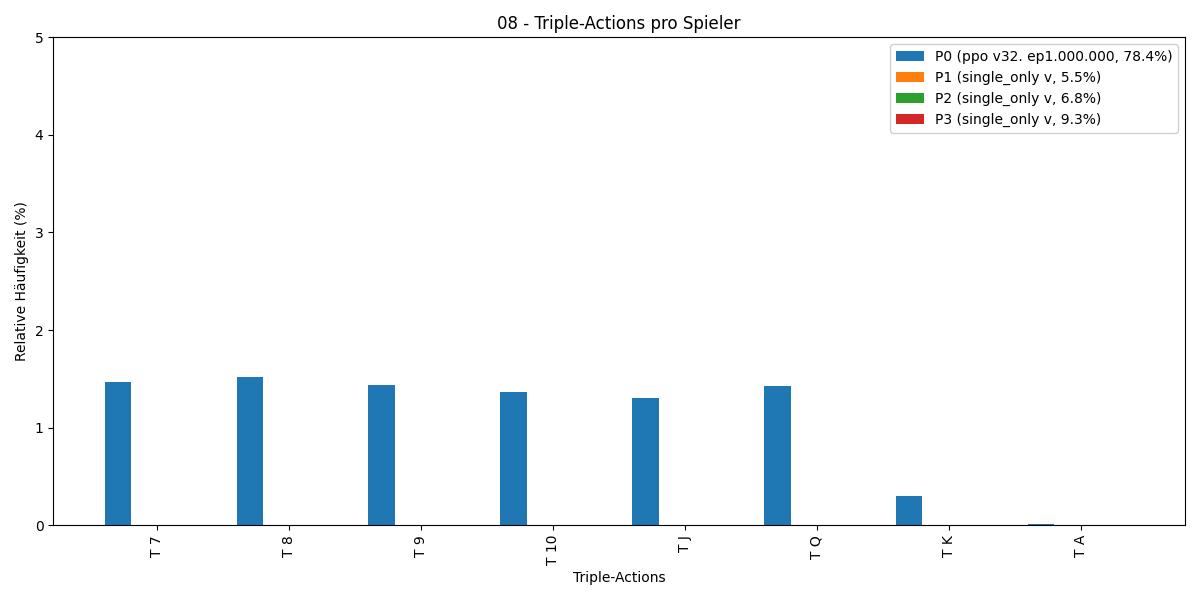 08 - Triple-Actions pro Spieler
P0 (ppo v32. ep1.000.000, 78.4%)
P1 (single_only v, 5.5%)
P2 (single_only v, 6.8%)
P3 (single_only v, 9.3%)
Relative Häufigkeit (%)
5
4
3
2
1
0
T 7
T 8
T 9
T 10
T J
T Q
T K
T A
Triple-Actions